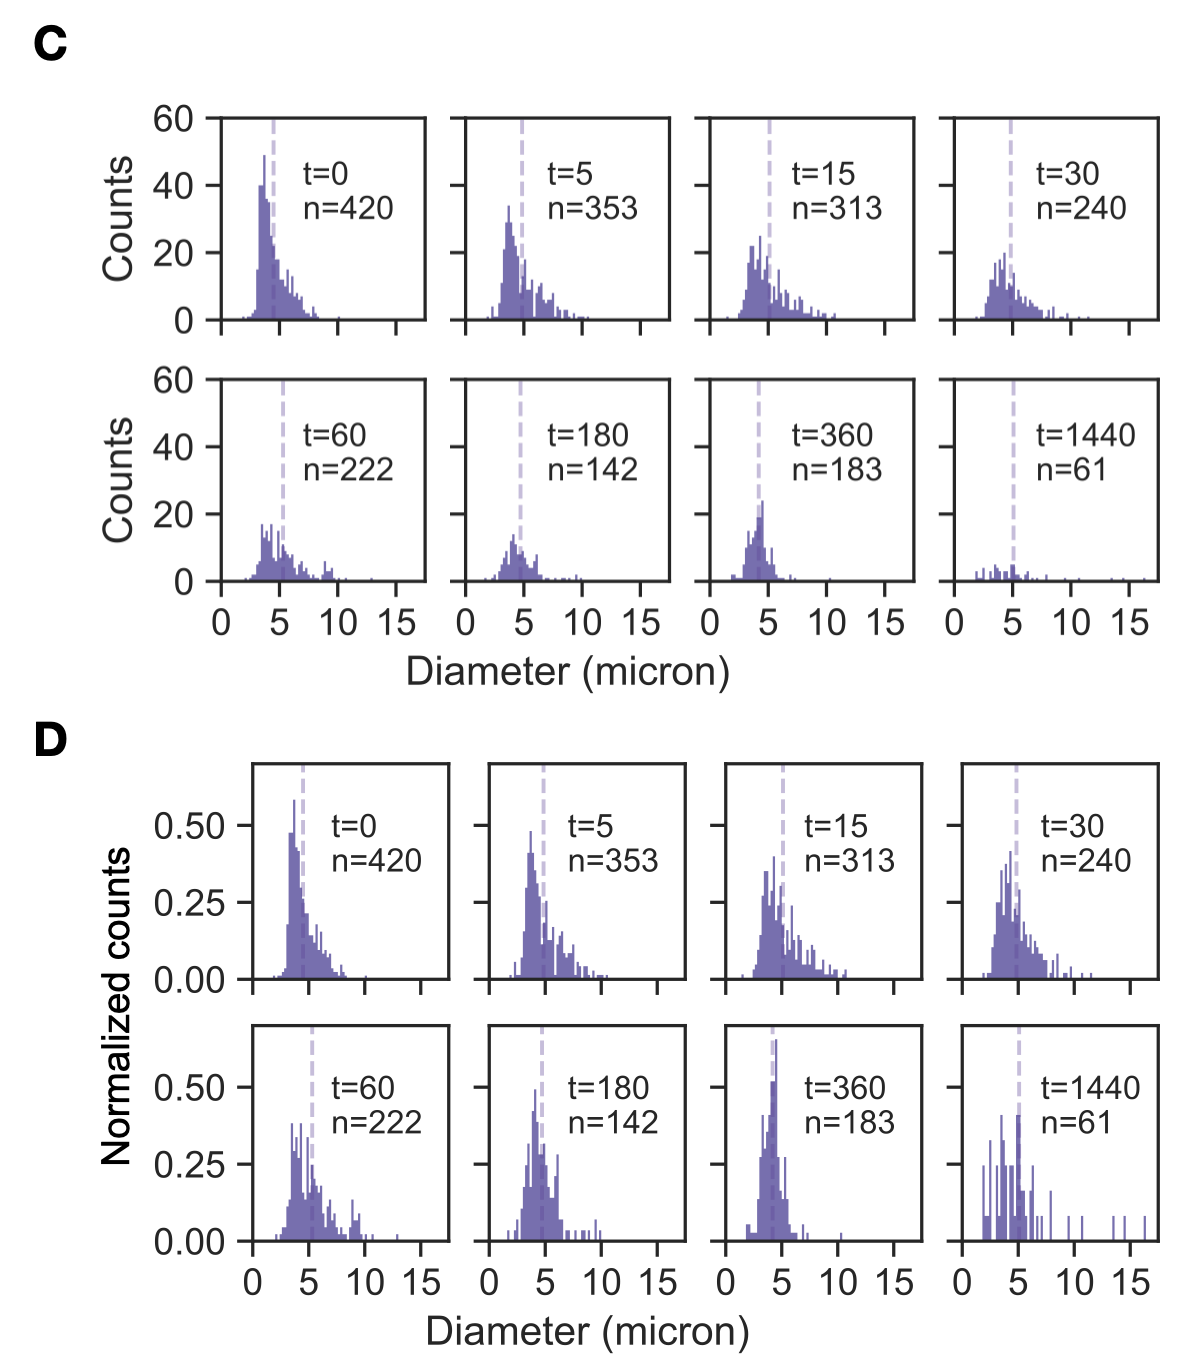 C
60
40
20
0
Counts
t=0
n=420
t=5
n=353
t=15
n=313
t=30
n=240
60
40
20
0
Counts
t=60
n=222
t=180
n=142
t=360
n=183
t=1440
n=61
0 5 10 15
0 5 10 15
0 5 10 15
0 5 10 15
Diameter (micron)
D
Normalized counts
0.50
0.25
0.00
t=0
n=420
t=5
n=353
t=15
n=313
t=30
n=240
0.50
0.25
0.00
t=60
n=222
t=180
n=142
t=360
n=183
t=1440
n=61
0 5 10 15
0 5 10 15
0 5 10 15
0 5 10 15
Diameter (micron)